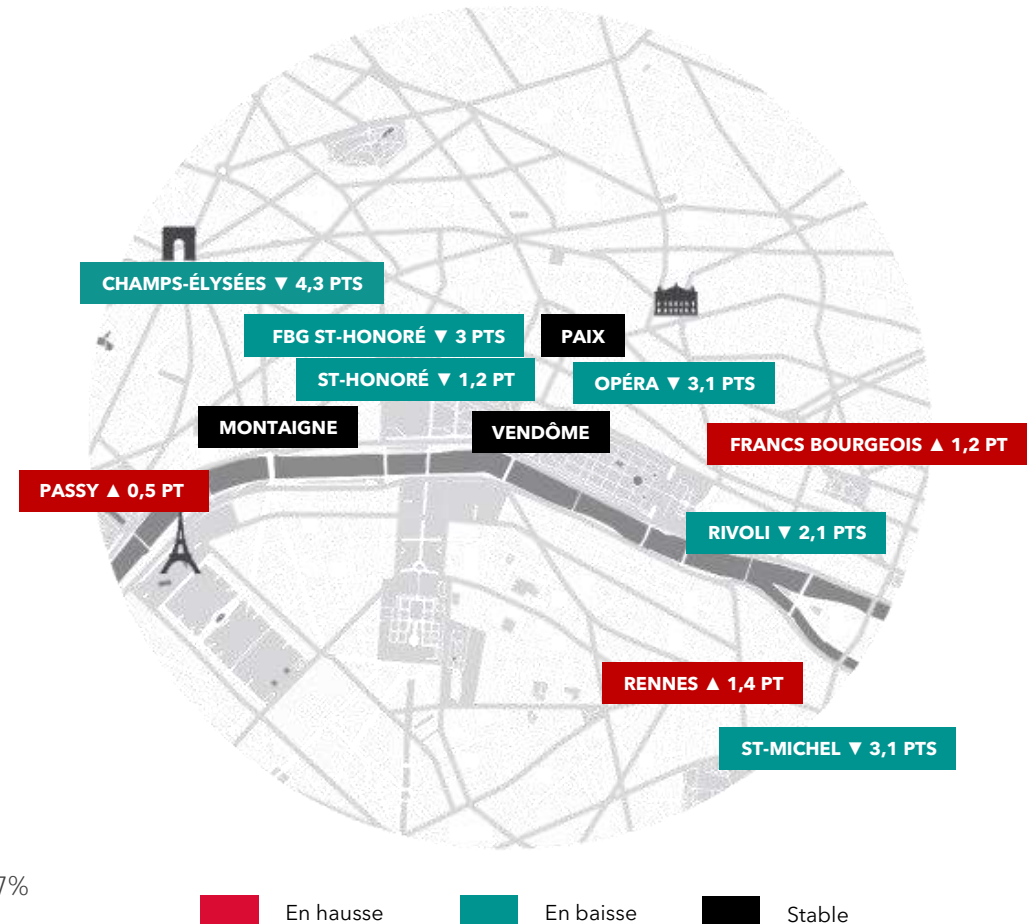 CHAMPS-ÉLYSÉES ▼ 4,3 PTS
FBG ST-HONORÉ ▼ 3 PTS
PAIX
ST-HONORÉ ▼ 1,2 PT
OPÉRA ▼ 3,1 PTS
MONTAIGNE
VENDÔME
FRANCS BOURGEOIS ▲ 1,2 PT
PASSY ▲ 0,5 PT
RIVOLI ▼ 2,1 PTS
RENNES ▲ 1,4 PT
ST-MICHEL ▼ 3,1 PTS
7%
En hausse
En baisse
Stable